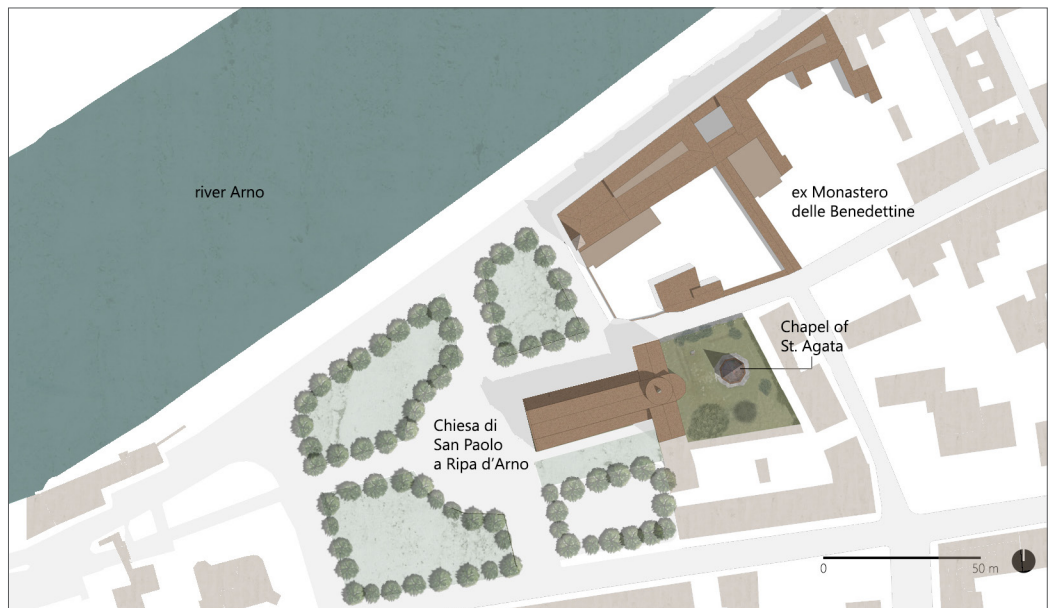 river Arno
ex Monastero
delle Benedettine
Chapel of
St. Agata
Chiesa di
San Paolo
a Ripa d'Arno
0
50 m